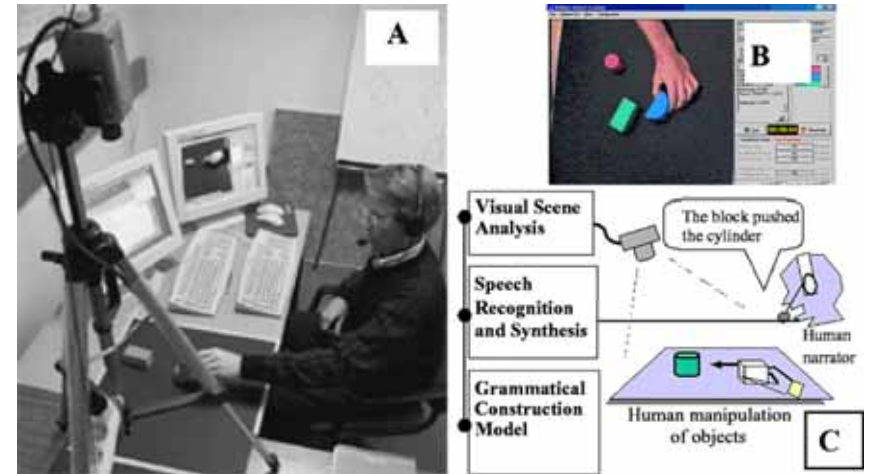 A
B
Visual Scene
Analysis
The block pushed
the cylinder
Speech
Recognition
and Synthesis
Human
narrator
Grammatical
Construction
Model
Human manipulation
of objects
C